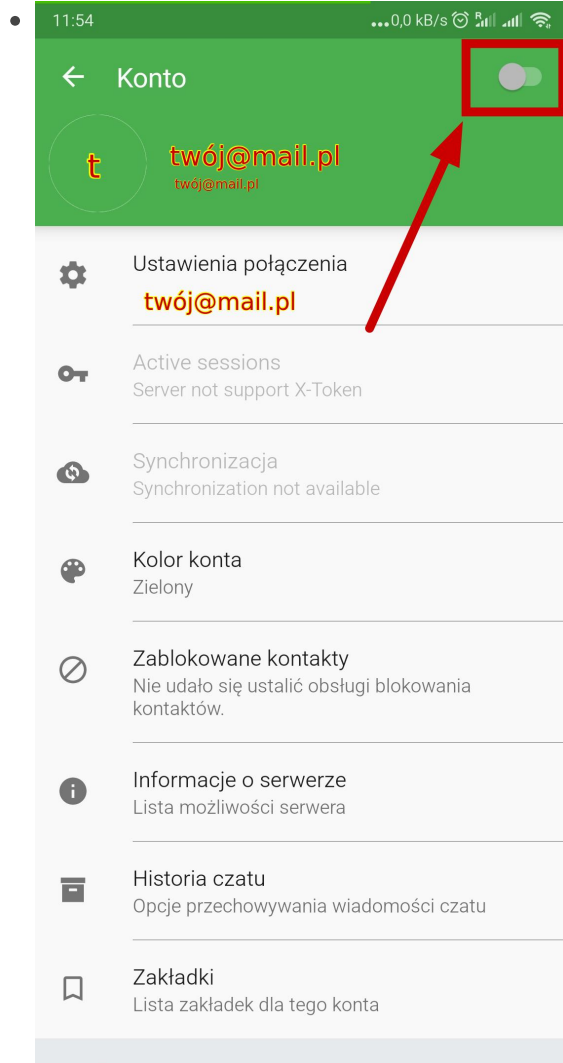 11:54
...0,0 kB/s R
Konto
t
twój@mail.pl
twój@mail.pl
Ustawienia połączenia
twój@mail.pl
Active sessions
Server not support X-Token
Synchronizacja
Synchronization not available
Kolor konta
Zielony
Zablokowane kontakty
Nie udało się ustalić obsługi blokowania
kontaktów.
Informacje o serwerze
Lista możliwości serwera
Historia czatu
Opcje przechowywania wiadomości czatu
Zakładki
Lista zakładek dla tego konta